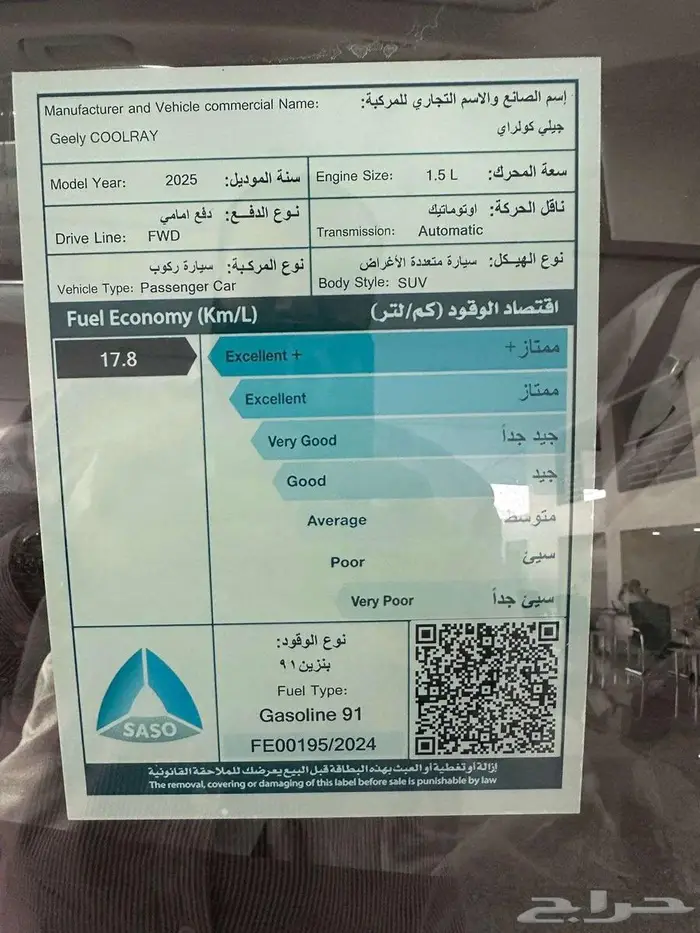 Manufacturer and Vehicle commercial Name: إسم الصانع والاسم التجاري للمركبة:
Geely COOLRAY جيلي كولراي
Model Year: 2025 سنة الموديل:
Engine Size: 1.5 L سعة المحرك:
نوع الدفـــع: دفع امامي
Drive Line: FWD
ناقل الحركة: اوتوماتيك
Transmission: Automatic
نوع المركبة: سيارة ركوب
Vehicle Type: Passenger Car
نوع الهيـكل: سيارة متعددة الأغراض
Body Style: SUV
Fuel Economy (Km/L) اقتصاد الوقود (كم/لتر)
17.8
Excellent + ممتاز+
Excellent ممتاز
Very Good جيد جداً
Good جيد
Average متوسط
Poor سيئ
Very Poor سيئ جداً
SASO
نوع الوقود:
بنزين ٩١
Fuel Type:
Gasoline 91
FE00195/2024
إزالة أو تغطية أو العبث بهذه البطاقة قبل البيع يعرضك للملاحقة القانونية
The removal, covering or damaging of this label before sale is punishable by law
حراج